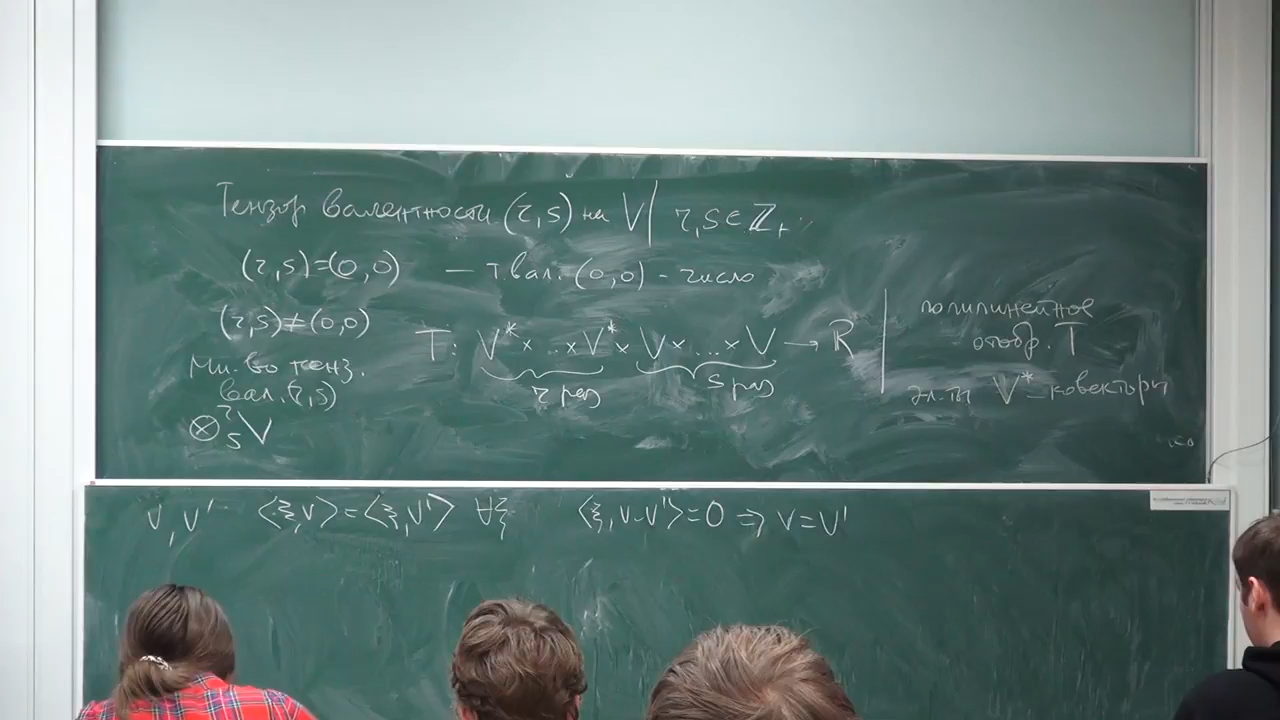 Тензор валентности (r,s) на V | r,s ∈ ℤ₊
(r,s)=(0,0) — т вал. (0,0) - число
(r,s)≠(0,0)
T: V* × ... × V* × V × ... × V → ℝ
r раз s раз
полилинейное
отобр. T
эл-ты V* – ковекторы
Мн-во тенз.
вал. (r,s)
⊗ʳₛ V
v, v' ⟨ξ,v⟩=⟨ξ,v'⟩ ∀ξ ⟨ξ,v-v'⟩=0 ⇒ v=v'